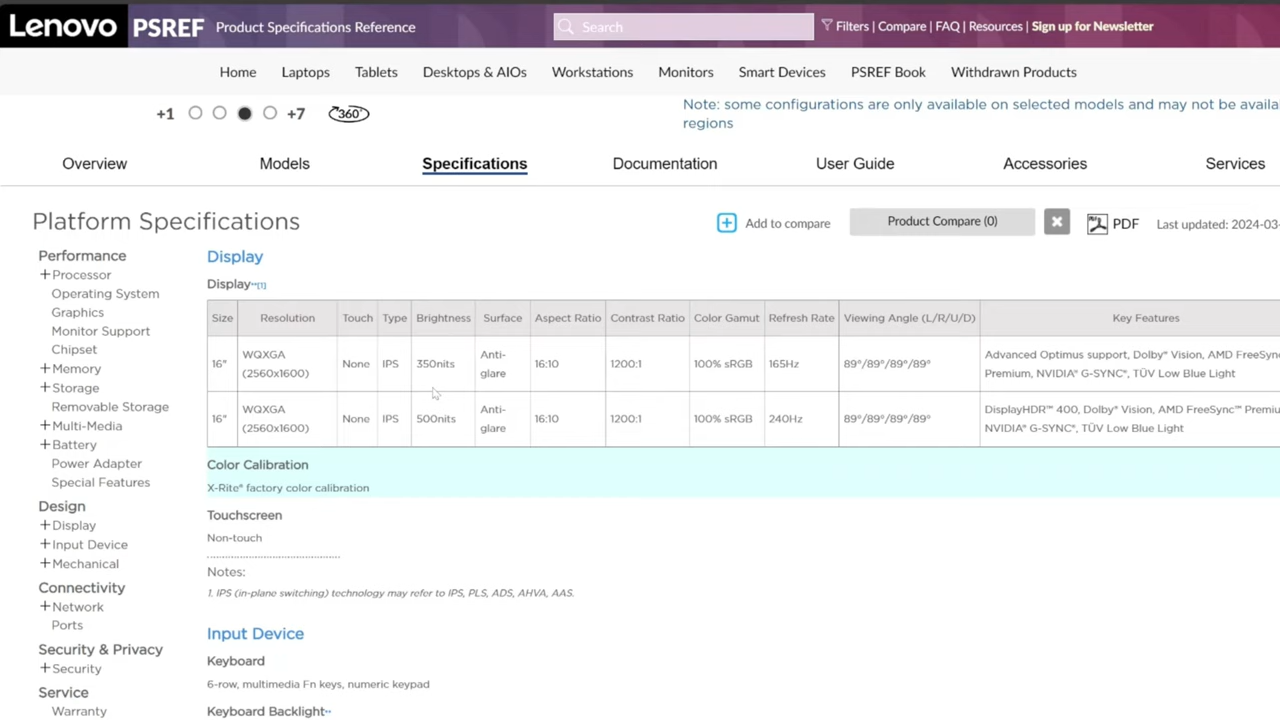 Lenovo PSREF Product Specifications Reference Search Filters | Compare | FAQ | Resources | Sign up for Newsletter
Home Laptops Tablets Desktops & AIOs Workstations Monitors Smart Devices PSREF Book Withdrawn Products
+1 +7 360°
Note: some configurations are only available on selected models and may not be availa
regions
Overview Models Specifications Documentation User Guide Accessories Services
Platform Specifications
Add to compare Product Compare (0) PDF Last updated: 2024-03-
Performance
+Processor
Operating System
Graphics
Monitor Support
Chipset
+Memory
+Storage
Removable Storage
+Multi-Media
+Battery
Power Adapter
Special Features
Design
+Display
+Input Device
+Mechanical
Connectivity
+Network
Ports
Security & Privacy
+Security
Service
Warranty
Display
Display**[1]
Size Resolution Touch Type Brightness Surface Aspect Ratio Contrast Ratio Color Gamut Refresh Rate Viewing Angle (L/R/U/D) Key Features
16" WQXGA (2560x1600) None IPS 350nits Anti-glare 16:10 1200:1 100% sRGB 165Hz 89°/89°/89°/89° Advanced Optimus support, Dolby® Vision, AMD FreeSync
Premium, NVIDIA® G-SYNC®, TÜV Low Blue Light
16" WQXGA (2560x1600) None IPS 500nits Anti-glare 16:10 1200:1 100% sRGB 240Hz 89°/89°/89°/89° DisplayHDR™ 400, Dolby® Vision, AMD FreeSync™ Premiu
NVIDIA® G-SYNC®, TÜV Low Blue Light
Color Calibration
X-Rite® factory color calibration
Touchscreen
Non-touch
Notes:
1. IPS (in-plane switching) technology may refer to IPS, PLS, ADS, AHVA, AAS.
Input Device
Keyboard
6-row, multimedia Fn keys, numeric keypad
Keyboard Backlight**